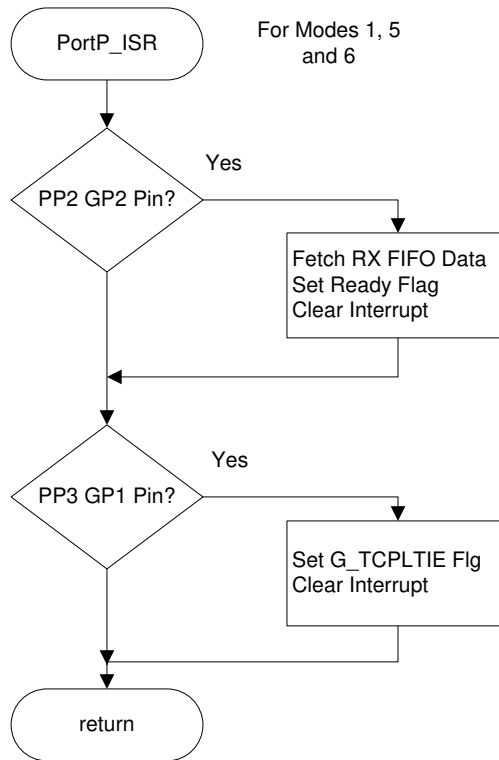 PortP_ISR
For Modes 1, 5
and 6
Yes
PP2 GP2 Pin?
Fetch RX FIFO Data
Set Ready Flag
Clear Interrupt
Yes
PP3 GP1 Pin?
Set G_TCPLTIE Flg
Clear Interrupt
return